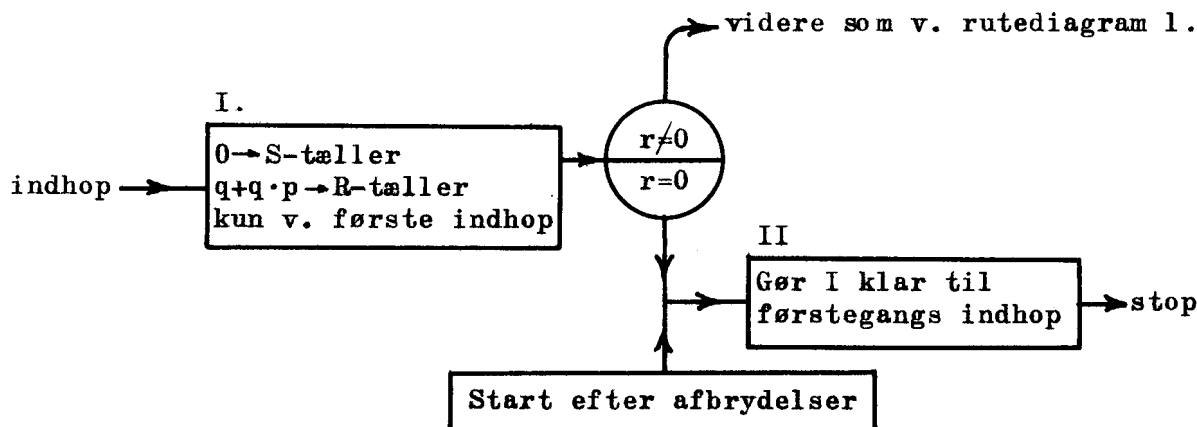 videre som v. rutediagram 1.
I.
0→S-tæller
q+q·p→R-tæller
kun v. første indhop
indhop
r≠0
r=0
II
Gør I klar til
førstegangs indhop
stop
Start efter afbrydelser